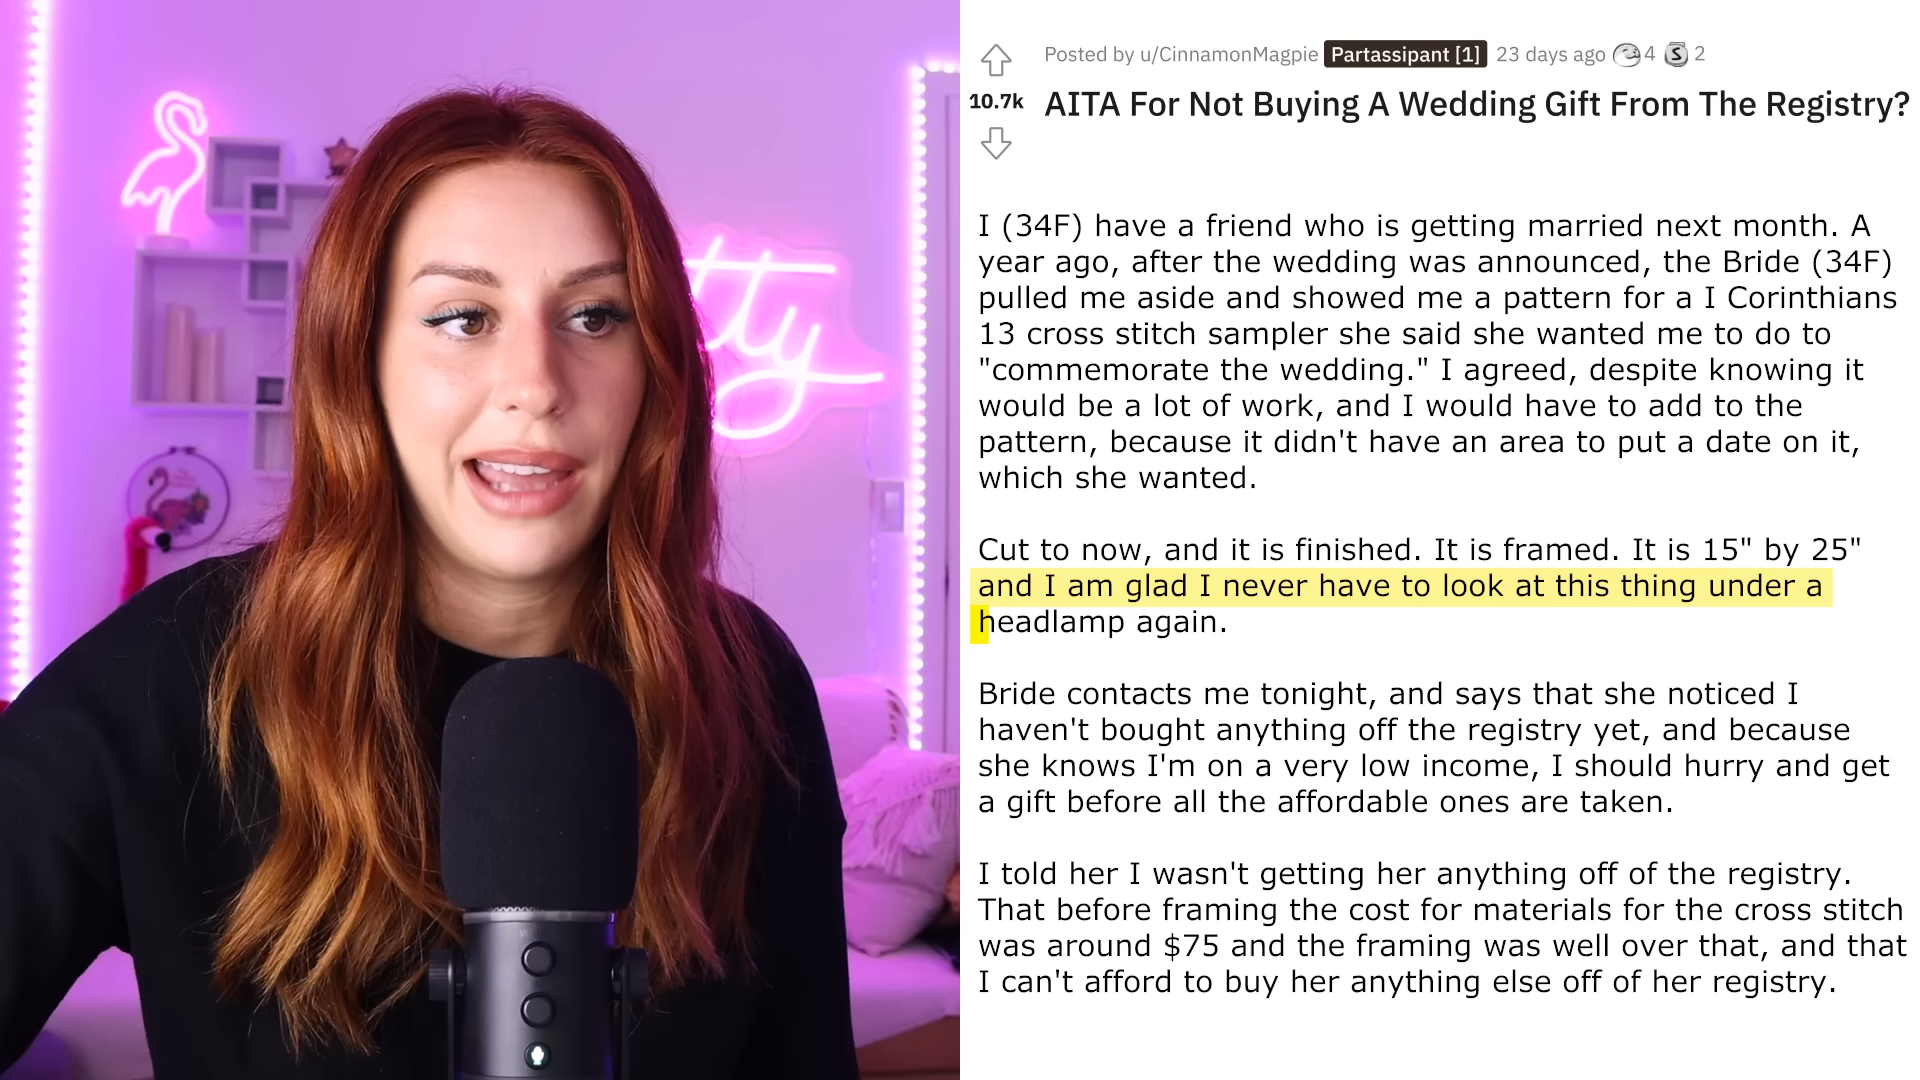 tty
Posted by u/CinnamonMagpie Partassipant [1] 23 days ago 4 S 2
10.7k
AITA For Not Buying A Wedding Gift From The Registry?
I (34F) have a friend who is getting married next month. A
year ago, after the wedding was announced, the Bride (34F)
pulled me aside and showed me a pattern for a I Corinthians
13 cross stitch sampler she said she wanted me to do to
"commemorate the wedding." I agreed, despite knowing it
would be a lot of work, and I would have to add to the
pattern, because it didn't have an area to put a date on it,
which she wanted.
Cut to now, and it is finished. It is framed. It is 15" by 25"
and I am glad I never have to look at this thing under a
headlamp again.
Bride contacts me tonight, and says that she noticed I
haven't bought anything off the registry yet, and because
she knows I'm on a very low income, I should hurry and get
a gift before all the affordable ones are taken.
I told her I wasn't getting her anything off of the registry.
That before framing the cost for materials for the cross stitch
was around $75 and the framing was well over that, and that
I can't afford to buy her anything else off of her registry.